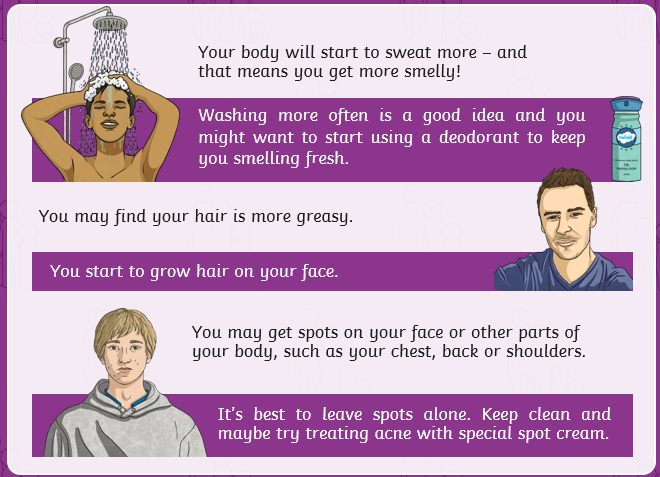 Your body will start to sweat more – and
that means you get more smelly!
Washing more often is a good idea and you
might want to start using a deodorant to keep
you smelling fresh.
You may find your hair is more greasy.
You start to grow hair on your face.
You may get spots on your face or other parts of
your body, such as your chest, back or shoulders.
It's best to leave spots alone. Keep clean and
maybe try treating acne with special spot cream.